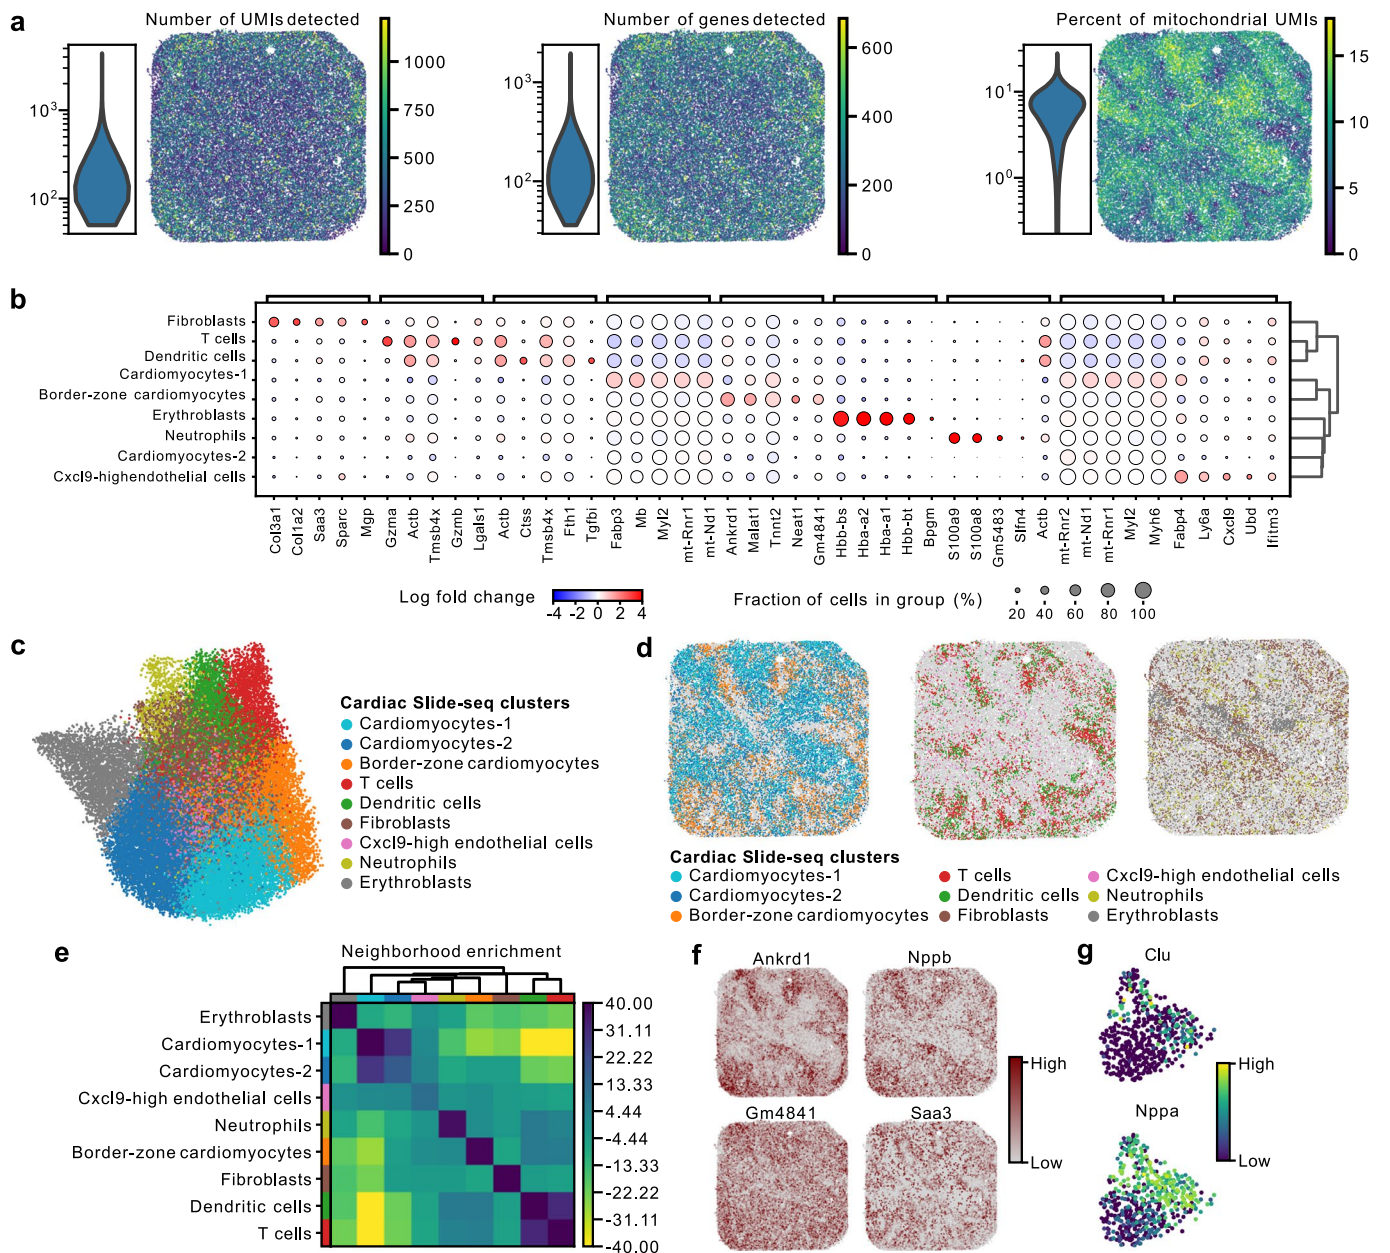 a
Number of UMIs detected
10³
10²
1000
750
500
250
0
Number of genes detected
10³
10²
600
400
200
0
Percent of mitochondrial UMIs
10¹
10⁰
15
10
5
0
b
Fibroblasts
T cells
Dendritic cells
Cardiomyocytes-1
Border-zone cardiomyocytes
Erythroblasts
Neutrophils
Cardiomyocytes-2
Cxcl9-highendothelial cells
Col3a1
Col1a2
Saa3
Sparc
Mgp
Gzma
Actb
Tmsb4x
Gzmb
Lgals1
Actb
Ctss
Tmsb4x
Fth1
Tgfbi
Fabp3
Mb
Myl2
mt-Rnr1
mt-Nd1
Ankrd1
Malat1
Tnnt2
Neat1
Gm4841
Hbb-bs
Hba-a2
Hba-a1
Hbb-bt
Bpgm
S100a9
S100a8
Gm5483
Slfn4
Actb
mt-Rnr2
mt-Nd1
mt-Rnr1
Myl2
Myh6
Fabp4
Ly6a
Cxcl9
Ubd
Ifitm3
Log fold change
-4 -2 0 2 4
Fraction of cells in group (%)
20 40 60 80 100
c
Cardiac Slide-seq clusters
Cardiomyocytes-1
Cardiomyocytes-2
Border-zone cardiomyocytes
T cells
Dendritic cells
Fibroblasts
Cxcl9-high endothelial cells
Neutrophils
Erythroblasts
d
Cardiac Slide-seq clusters
Cardiomyocytes-1
Cardiomyocytes-2
Border-zone cardiomyocytes
T cells
Dendritic cells
Fibroblasts
Cxcl9-high endothelial cells
Neutrophils
Erythroblasts
e
Neighborhood enrichment
Erythroblasts
Cardiomyocytes-1
Cardiomyocytes-2
Cxcl9-high endothelial cells
Neutrophils
Border-zone cardiomyocytes
Fibroblasts
Dendritic cells
T cells
40.00
31.11
22.22
13.33
4.44
-4.44
-13.33
-22.22
-31.11
-40.00
f
Ankrd1
Nppb
Gm4841
Saa3
High
Low
g
Clu
Nppa
High
Low